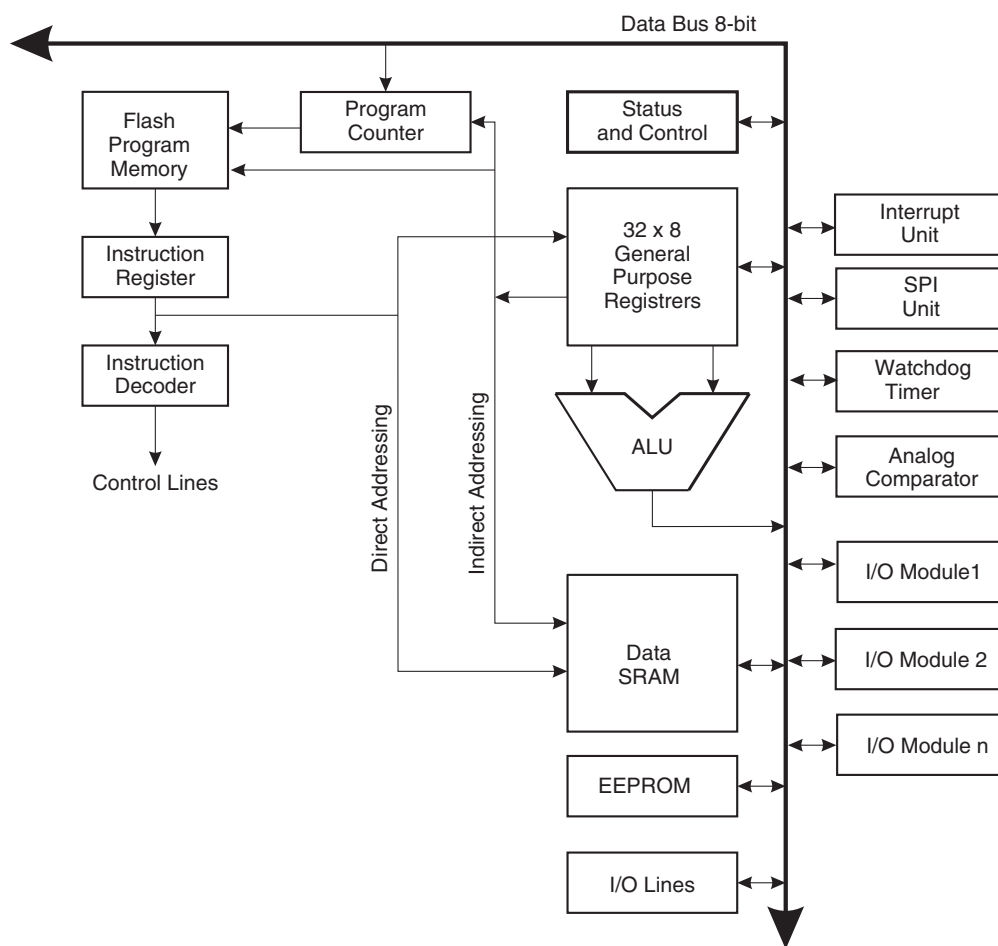 Data Bus 8-bit
Flash
Program
Memory
Program
Counter
Status
and Control
32 x 8
General
Purpose
Registrers
Interrupt
Unit
Instruction
Register
SPI
Unit
Instruction
Decoder
Watchdog
Timer
ALU
Analog
Comparator
Control Lines
Direct Addressing
Indirect Addressing
I/O Module1
Data
SRAM
I/O Module 2
I/O Module n
EEPROM
I/O Lines